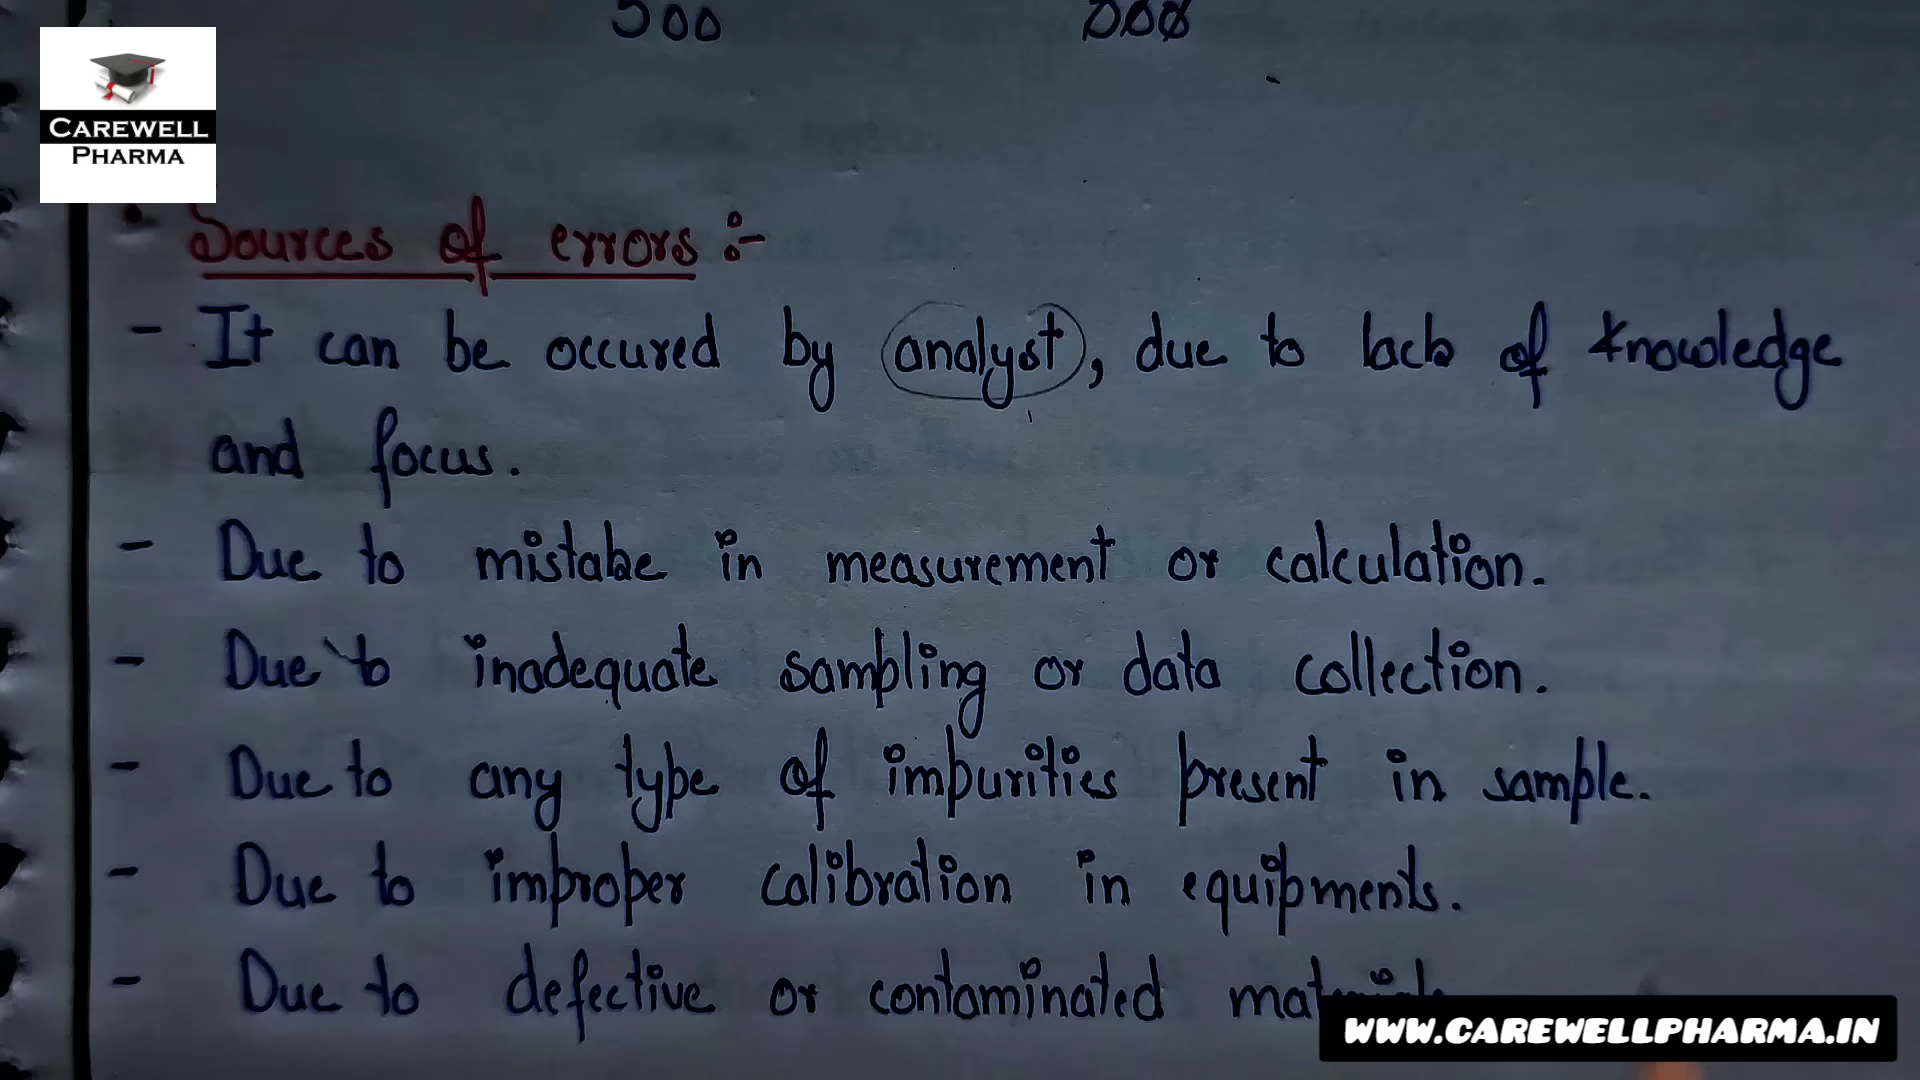 500
CAREWELL
PHARMA
Sources of errors :-
- It can be occured by analyst, due to lack of knowledge
and focus.
- Due to mistake in measurement or calculation.
- Due to inadequate sampling or data collection.
- Due to any type of impurities present in sample.
- Due to improper calibration in equipments.
- Due to defective or contaminated
WWW.CAREWELLPHARMA.IN